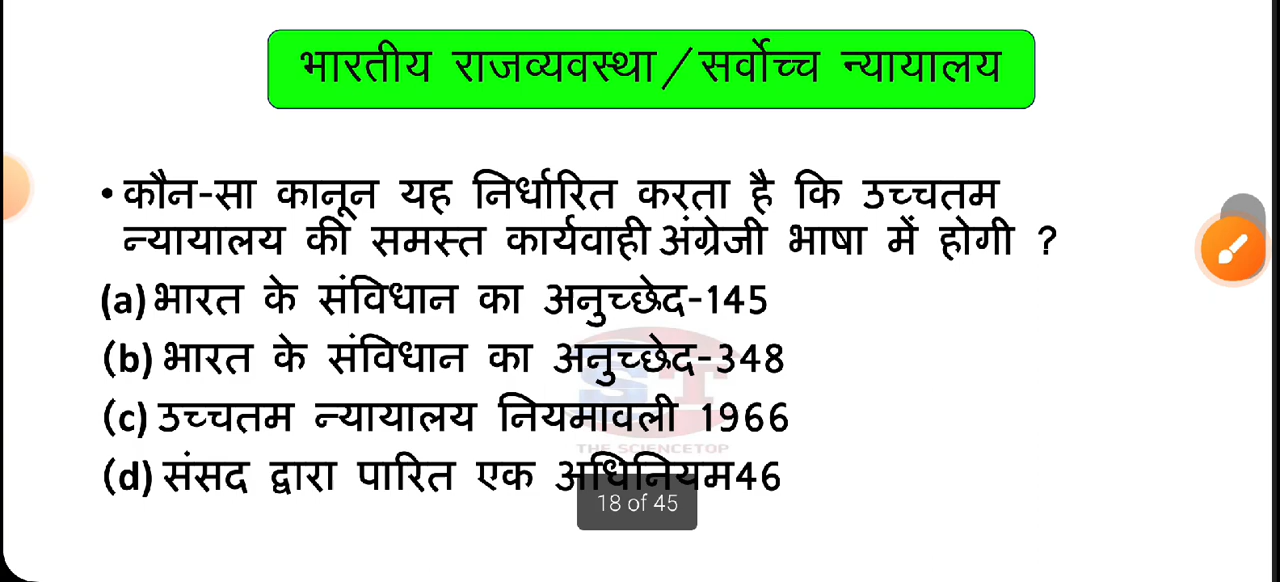 भारतीय राजव्यवस्था/सर्वोच्च न्यायालय
• कौन-सा कानून यह निर्धारित करता है कि उच्चतम
न्यायालय की समस्त कार्यवाही अंग्रेजी भाषा में होगी ?
(a) भारत के संविधान का अनुच्छेद-145
(b) भारत के संविधान का अनुच्छेद-348
(c) उच्चतम न्यायालय नियमावली 1966
(d) संसद द्वारा पारित एक अधिनियम46
ST
THE SCIENCETOP
18 of 45